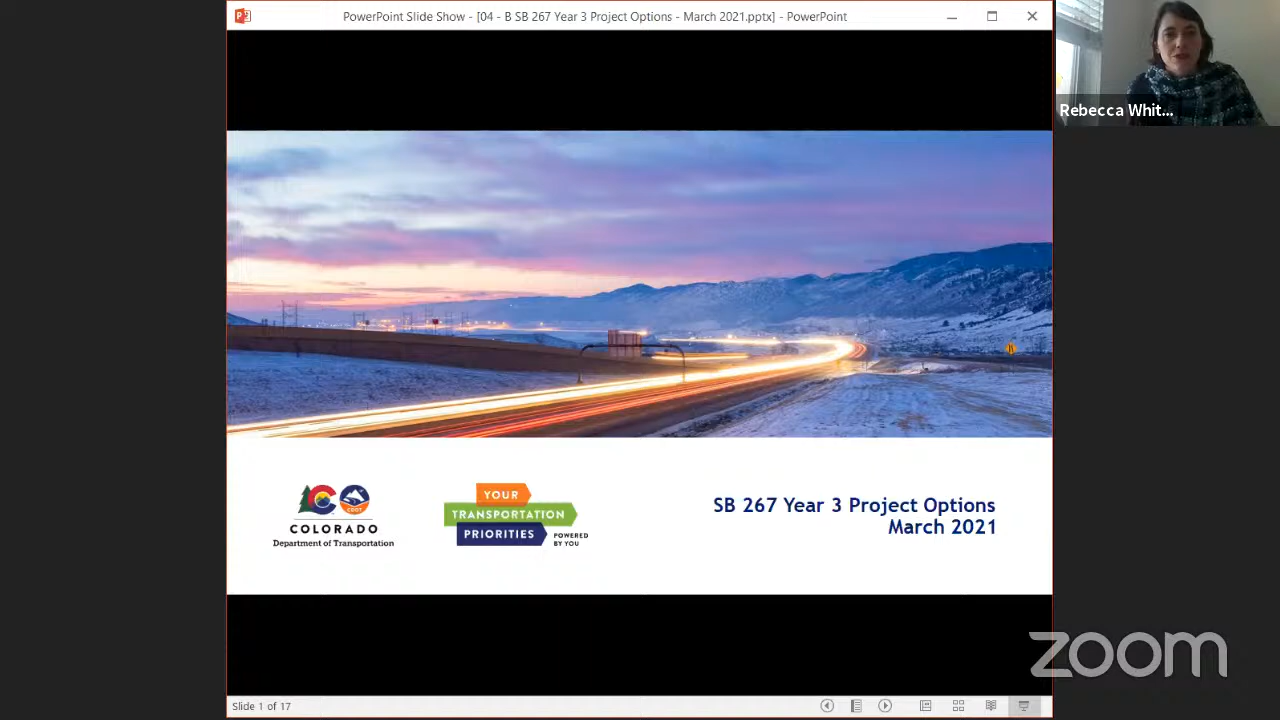 PowerPoint Slide Show - [04 - B SB 267 Year 3 Project Options - March 2021.pptx] - PowerPoint
Rebecca Whit...
COLORADO
Department of Transportation
CDOT
YOUR
TRANSPORTATION
PRIORITIES
POWERED
BY YOU
SB 267 Year 3 Project Options
March 2021
zoom
Slide 1 of 17